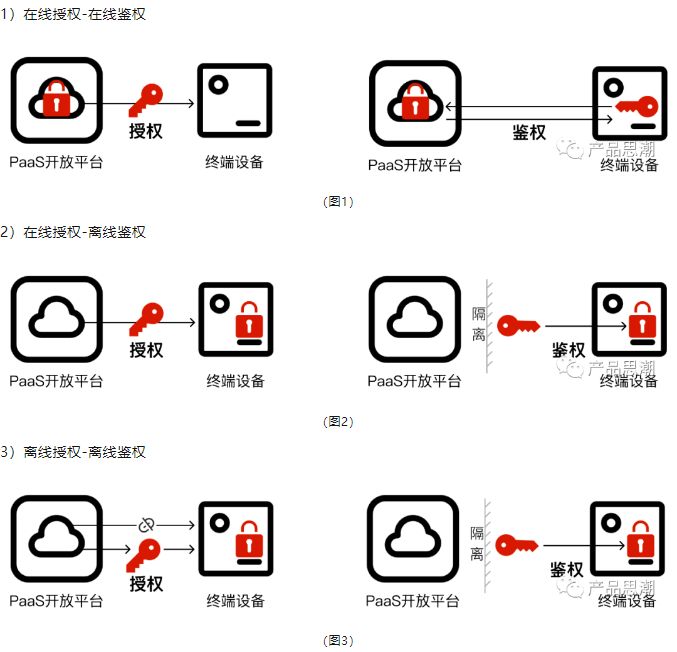 1）在线授权-在线鉴权
授权
鉴权
PaaS开放平台 终端设备 PaaS开放平台 终端设备
产品思潮
（图1）
2）在线授权-离线鉴权
隔离
授权 鉴权
PaaS开放平台 终端设备 PaaS开放平台 终端设备
产品思潮
（图2）
3）离线授权-离线鉴权
隔离
授权 鉴权
PaaS开放平台 终端设备 PaaS开放平台 终端设备
产品思潮
（图3）